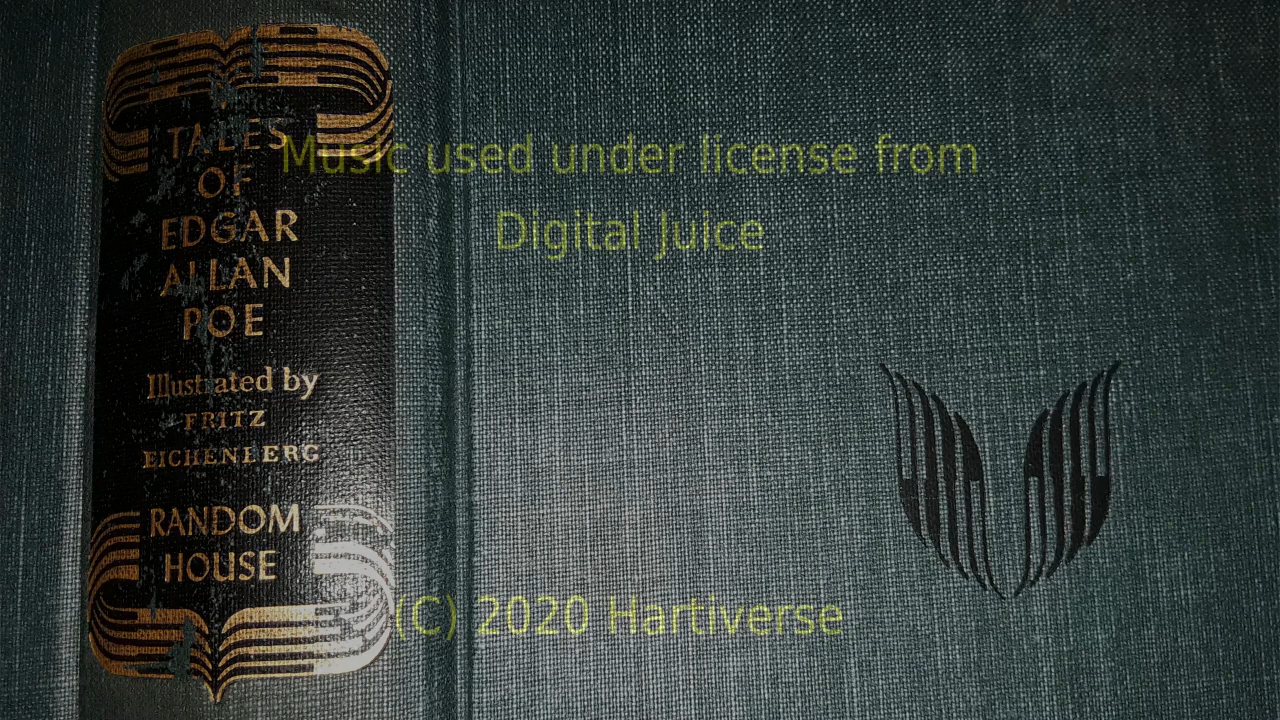 TALES
OF
EDGAR
ALLAN
POE
Illustrated by
FRITZ
EICHENBERG
RANDOM
HOUSE
Music used under license from
Digital Juice
(C) 2020 Hartiverse